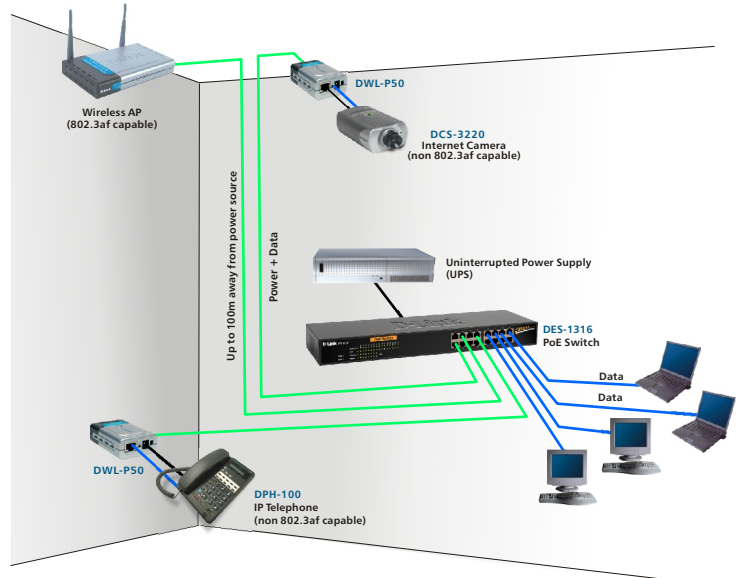 DWL-P50
Wireless AP
(802.3af capable)
DCS-3220
Internet Camera
(non 802.3af capable)
Up to 100m away from power source
Power + Data
Uninterrupted Power Supply
(UPS)
D-Link
D-Link
DES-1316
PoE Switch
Data
Data
DWL-P50
DPH-100
IP Telephone
(non 802.3af capable)